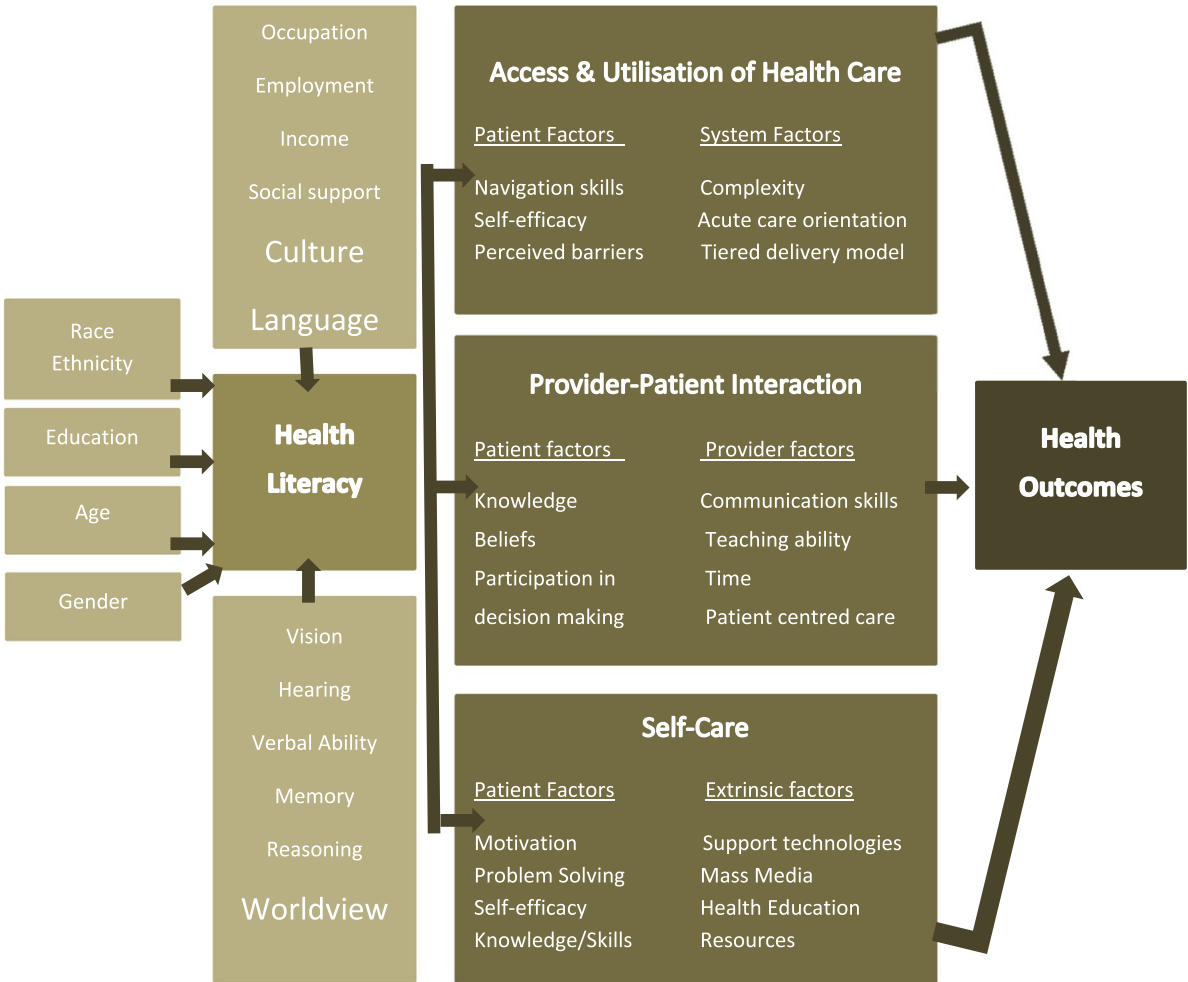 Race
Ethnicity
Education
Age
Gender
Occupation
Employment
Income
Social support
Culture
Language
Health
Literacy
Vision
Hearing
Verbal Ability
Memory
Reasoning
Worldview
Access & Utilisation of Health Care
Patient Factors
Navigation skills
Self-efficacy
Perceived barriers
System Factors
Complexity
Acute care orientation
Tiered delivery model
Provider-Patient Interaction
Patient factors
Knowledge
Beliefs
Participation in
decision making
Provider factors
Communication skills
Teaching ability
Time
Patient centred care
Self-Care
Patient Factors
Motivation
Problem Solving
Self-efficacy
Knowledge/Skills
Extrinsic factors
Support technologies
Mass Media
Health Education
Resources
Health
Outcomes